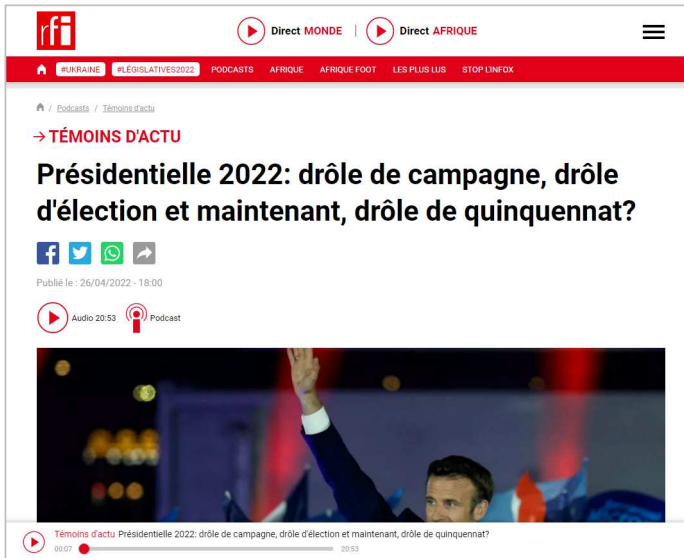 rfi
Direct MONDE | Direct AFRIQUE
#UKRAINE #LÉGISLATIVES2022 PODCASTS AFRIQUE AFRIQUE FOOT LES PLUS LUS STOP L'INFOX
/ Podcasts / Témoins d'actu
→ TÉMOINS D'ACTU
Présidentielle 2022: drôle de campagne, drôle
d'élection et maintenant, drôle de quinquennat?
Publié le : 26/04/2022 - 18:00
Audio 20:53 Podcast
Témoins d'actu Présidentielle 2022: drôle de campagne, drôle d'élection et maintenant, drôle de quinquennat?
00:07 20:53